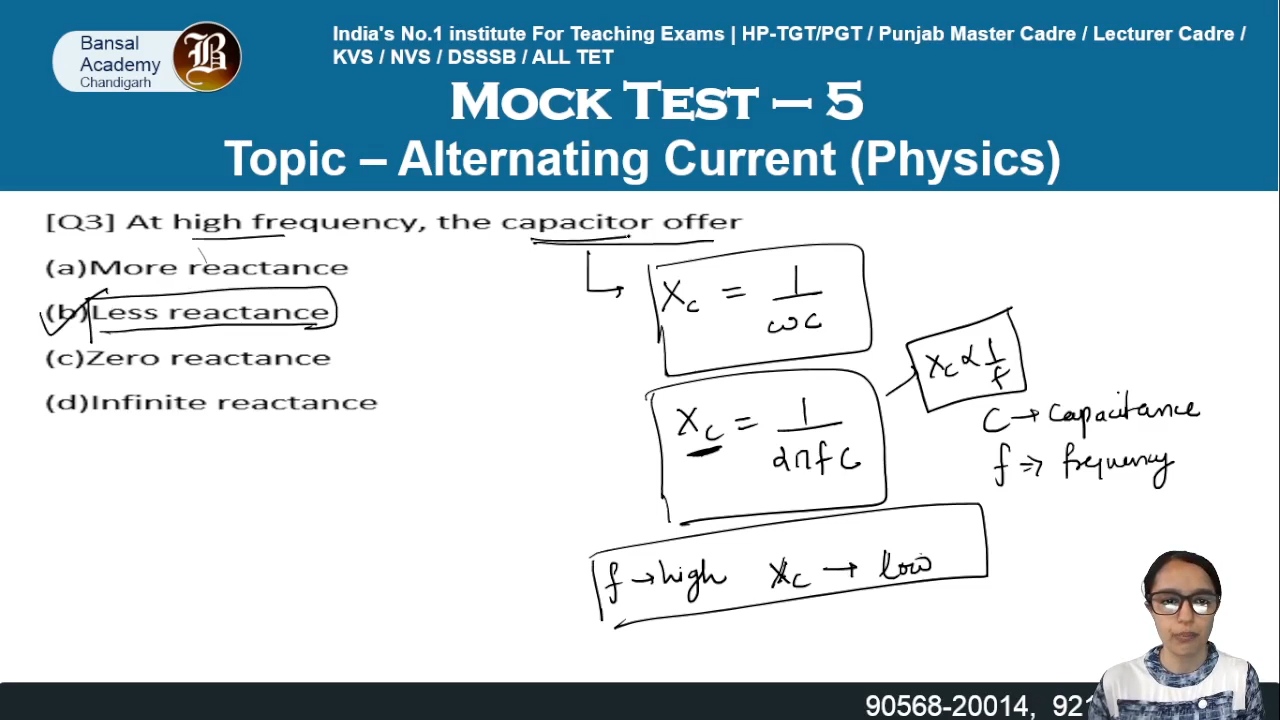 Bansal
Academy
Chandigarh
B
India's No.1 institute For Teaching Exams | HP-TGT/PGT / Punjab Master Cadre / Lecturer Cadre /
KVS / NVS / DSSSB / ALL TET
MOCK TEST – 5
Topic – Alternating Current (Physics)
[Q3] At high frequency, the capacitor offer
(a)More reactance
(b)Less reactance
(c)Zero reactance
(d)Infinite reactance
Xc = 1/ωC
Xc = 1/2πfC
Xc ∝ 1/f
C → Capacitance
f ⇒ frequency
f → high Xc → low
90568-20014, 921